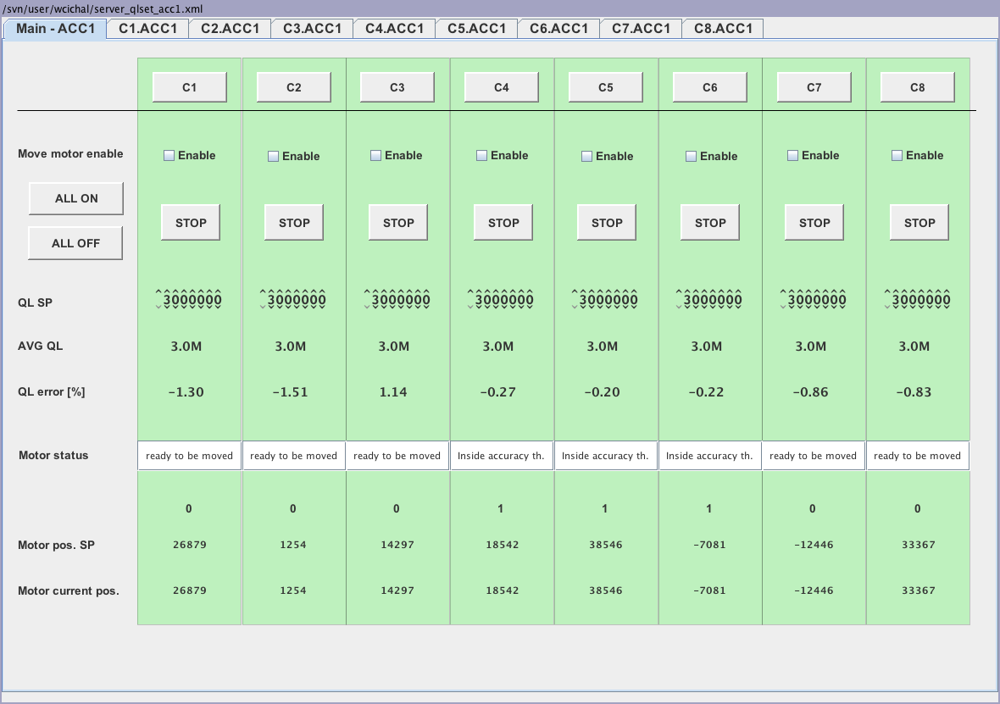 /svn/user/wcichal/server_qlset_acc1.xml
Main - ACC1 C1.ACC1 C2.ACC1 C3.ACC1 C4.ACC1 C5.ACC1 C6.ACC1 C7.ACC1 C8.ACC1
C1 C2 C3 C4 C5 C6 C7 C8
Move motor enable Enable Enable Enable Enable Enable Enable Enable Enable
ALL ON
STOP STOP STOP STOP STOP STOP STOP STOP
ALL OFF
QL SP 3000000 3000000 3000000 3000000 3000000 3000000 3000000 3000000
AVG QL 3.0M 3.0M 3.0M 3.0M 3.0M 3.0M 3.0M 3.0M
QL error [%] -1.30 -1.51 1.14 -0.27 -0.20 -0.22 -0.86 -0.83
Motor status ready to be moved ready to be moved ready to be moved Inside accuracy th. Inside accuracy th. Inside accuracy th. ready to be moved ready to be moved
0 0 0 1 1 1 0 0
Motor pos. SP 26879 1254 14297 18542 38546 -7081 -12446 33367
Motor current pos. 26879 1254 14297 18542 38546 -7081 -12446 33367